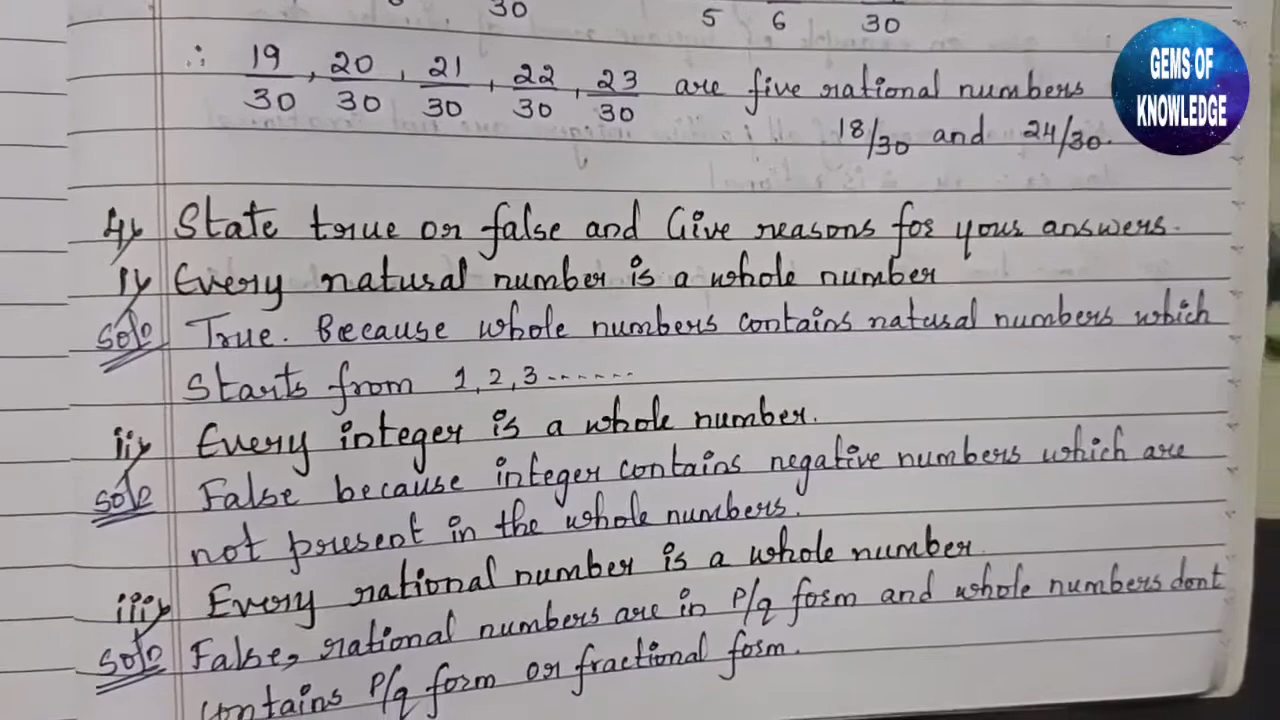 30 5 6 30
∴ 19/30, 20/30, 21/30, 22/30, 23/30 are five rational numbers
18/30 and 24/30.
GEMS OF
KNOWLEDGE
4) State true or false and Give reasons for your answers.
i) Every natural number is a whole number
Sol: True. Because whole numbers contains natural numbers which
Starts from 1, 2, 3 ......
ii) Every integer is a whole number.
Sol: False because integer contains negative numbers which are
not present in the whole numbers.
iii) Every rational number is a whole number.
Sol: False, rational numbers are in P/q form and whole numbers dont
contains P/q form or fractional form.